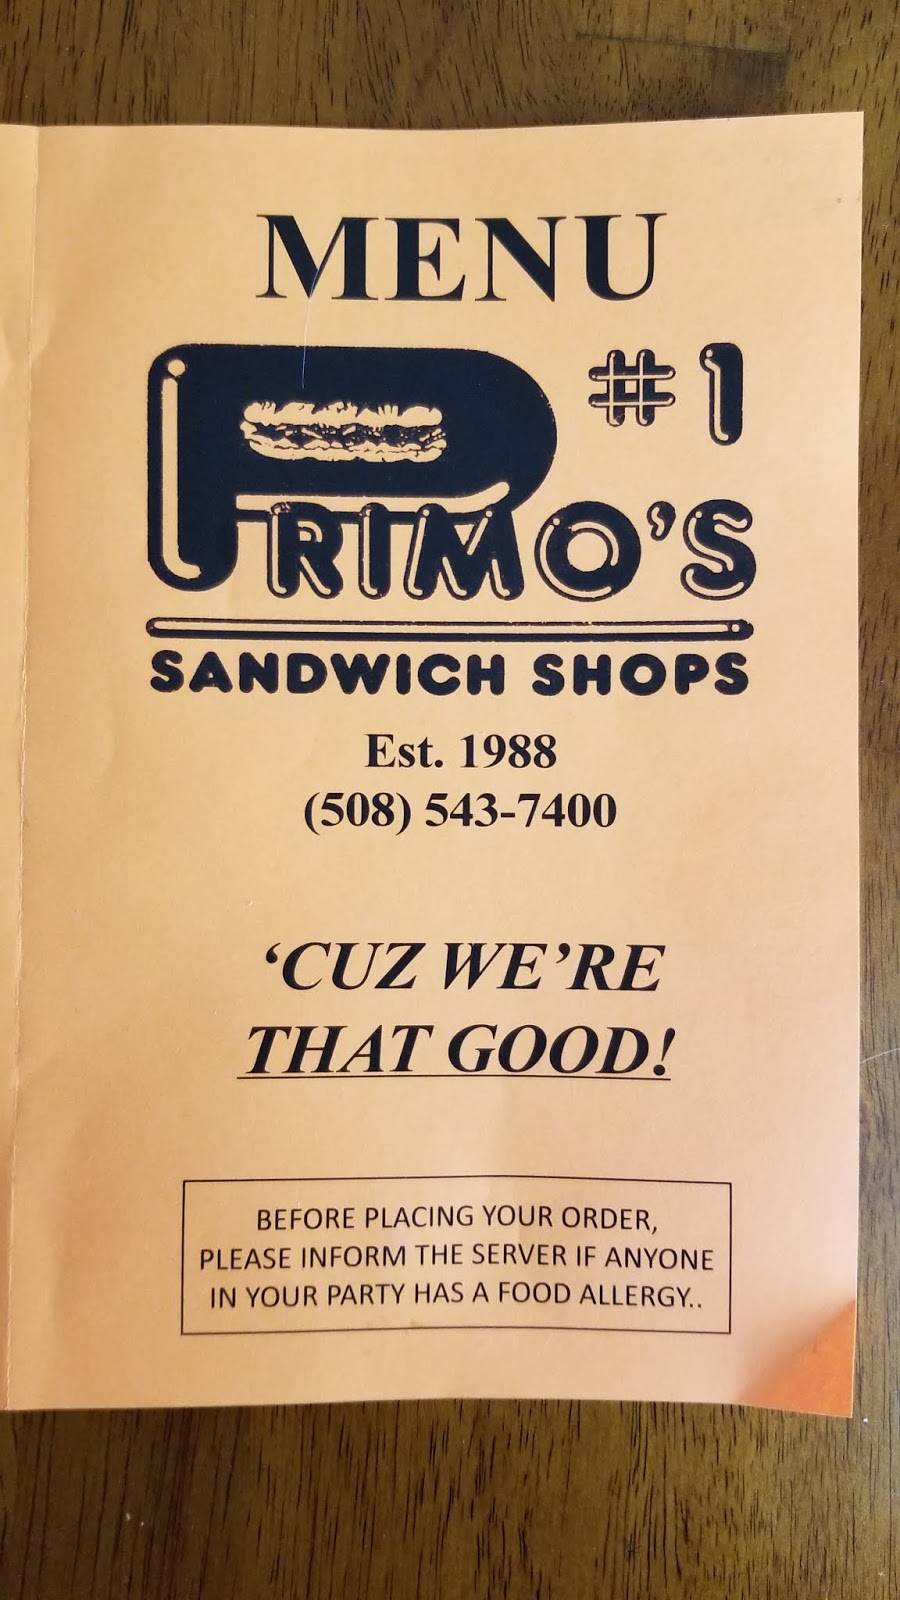 MENU
PRIMO'S #1
SANDWICH SHOPS
Est. 1988
(508) 543-7400
‘CUZ WE’RE
THAT GOOD!
BEFORE PLACING YOUR ORDER,
PLEASE INFORM THE SERVER IF ANYONE
IN YOUR PARTY HAS A FOOD ALLERGY..